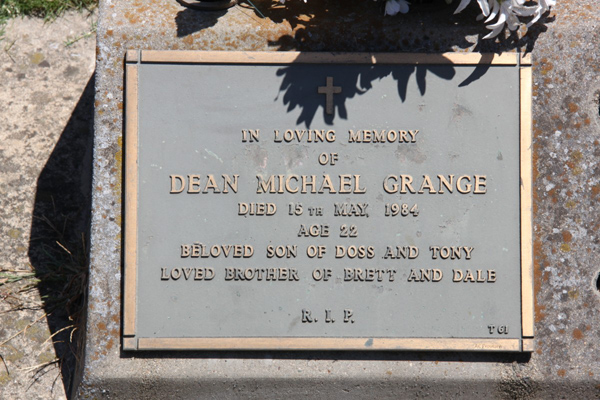 IN LOVING MEMORY
OF
DEAN MICHAEL GRANGE
DIED 15TH MAY, 1984
AGE 22
BELOVED SON OF DOSS AND TONY
LOVED BROTHER OF BRETT AND DALE
R. I. P.
T 61